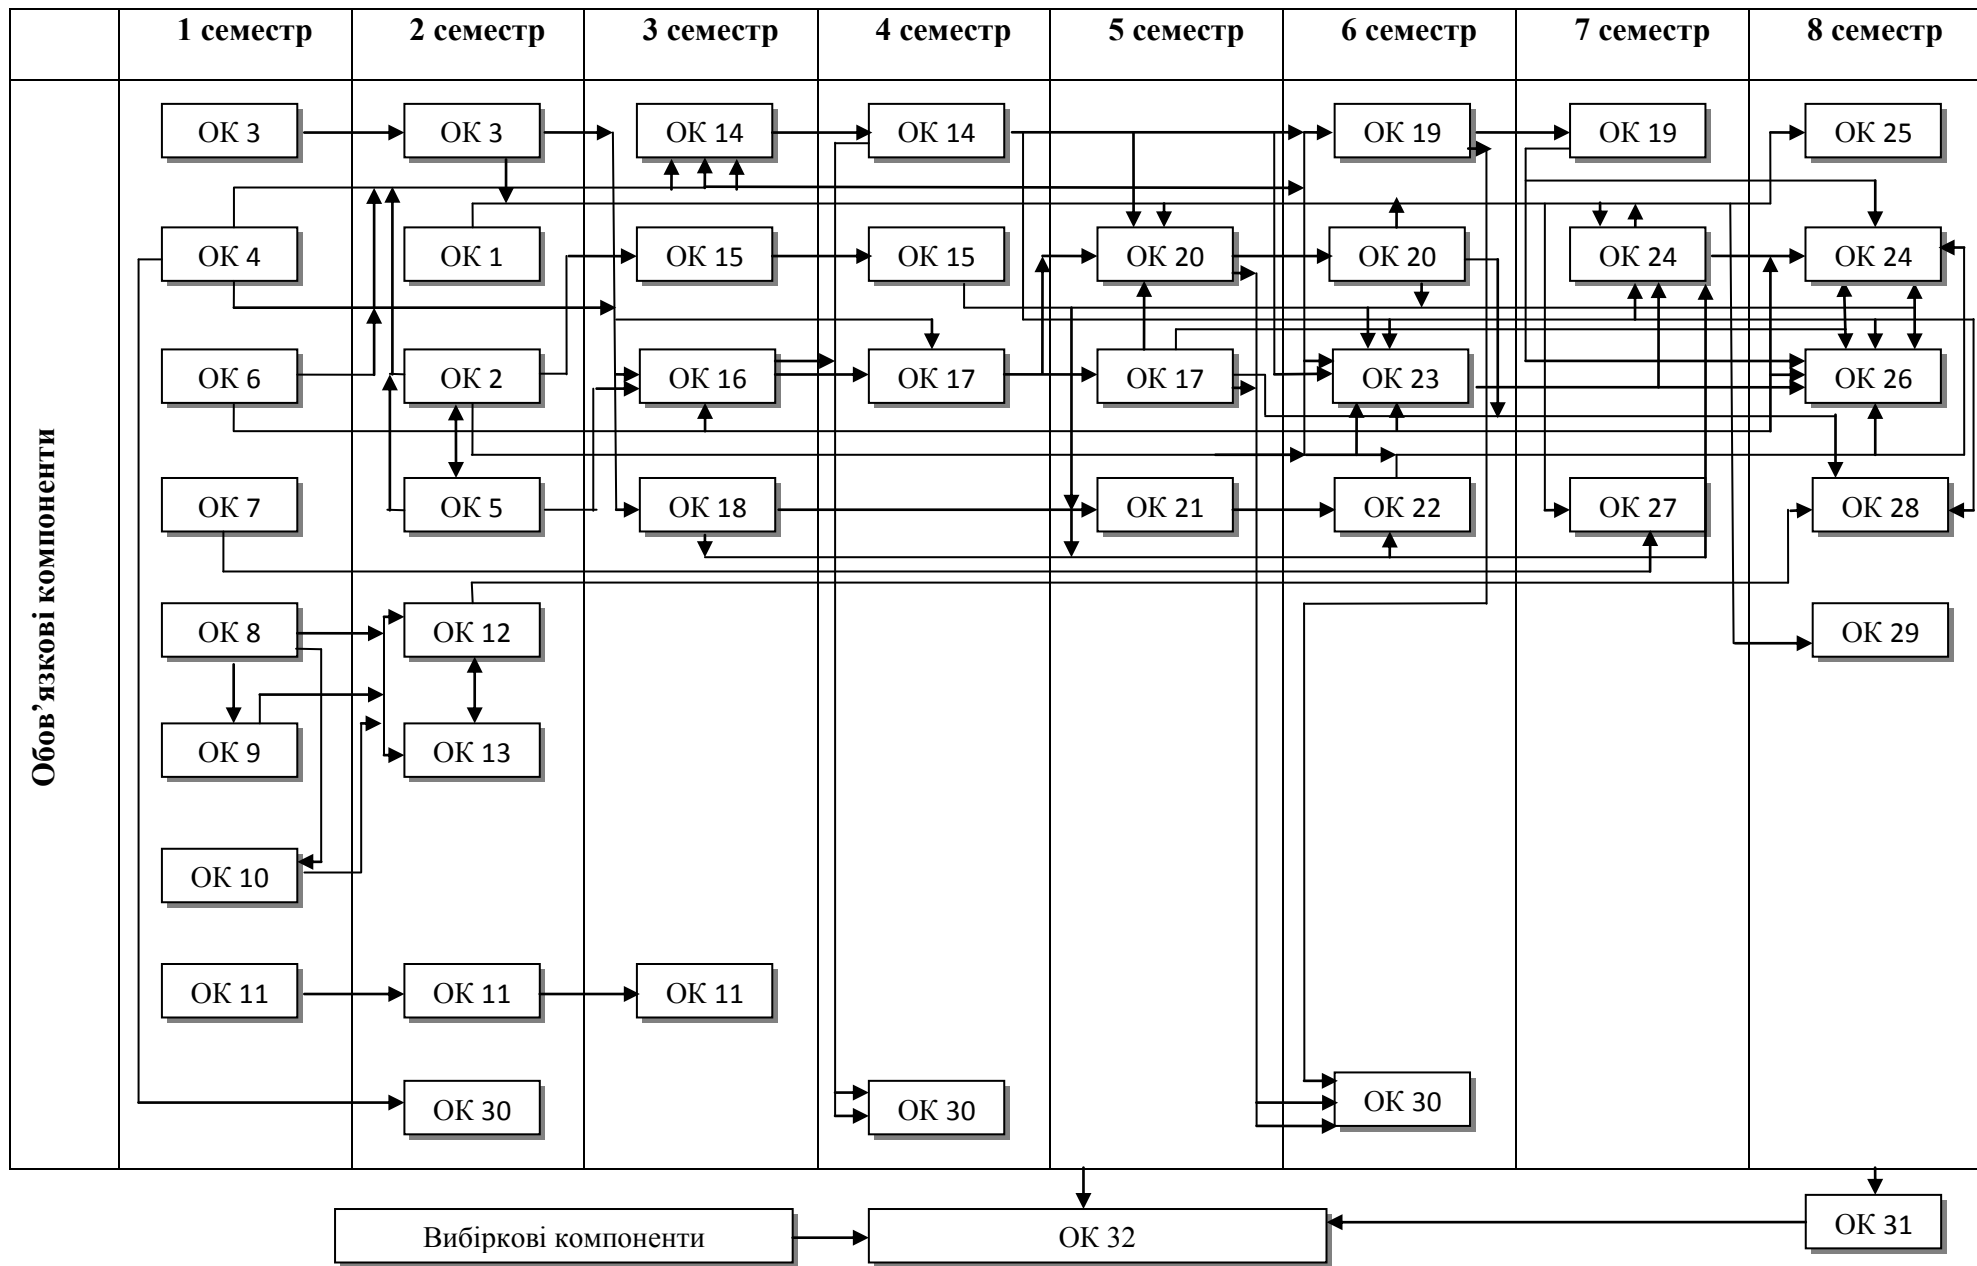 1 семестр 2 семестр 3 семестр 4 семестр 5 семестр 6 семестр 7 семестр 8 семестр
Обов’язкові компоненти
ОК 3 ОК 3 ОК 14 ОК 14 ОК 19 ОК 19 ОК 25
ОК 4 ОК 1 ОК 15 ОК 15 ОК 20 ОК 20 ОК 24 ОК 24
ОК 6 ОК 2 ОК 16 ОК 17 ОК 17 ОК 23 ОК 26
ОК 7 ОК 5 ОК 18 ОК 21 ОК 22 ОК 27 ОК 28
ОК 8 ОК 12 ОК 29
ОК 9 ОК 13
ОК 10
ОК 11 ОК 11 ОК 11
ОК 30 ОК 30 ОК 30
Вибіркові компоненти ОК 32 ОК 31